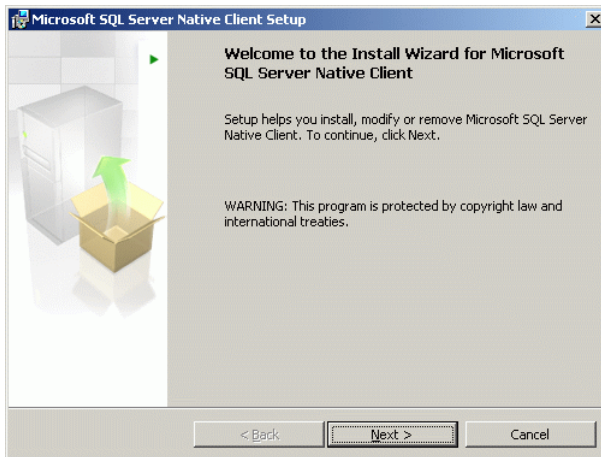 Microsoft SQL Server Native Client Setup
Welcome to the Install Wizard for Microsoft
SQL Server Native Client
Setup helps you install, modify or remove Microsoft SQL Server
Native Client. To continue, click Next.
WARNING: This program is protected by copyright law and
international treaties.
< Back
Next >
Cancel